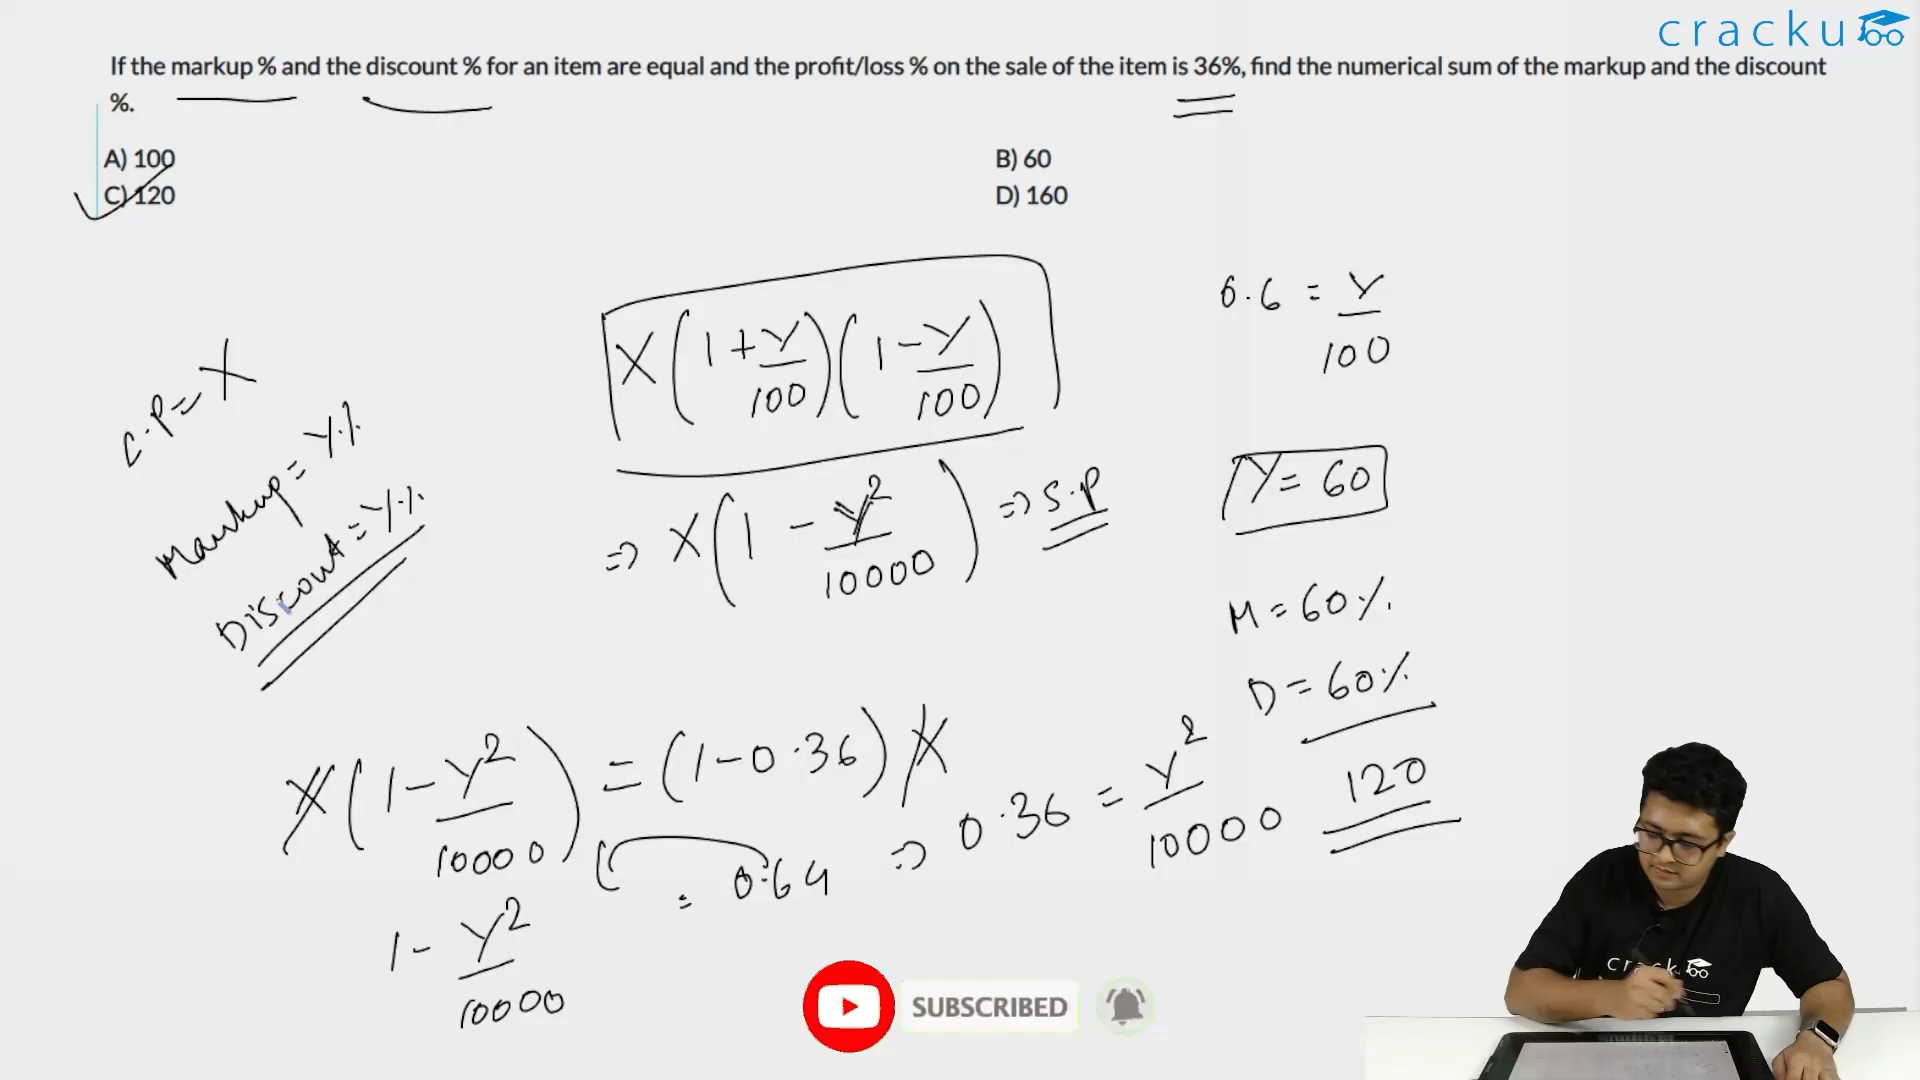 cracku
If the markup % and the discount % for an item are equal and the profit/loss % on the sale of the item is 36%, find the numerical sum of the markup and the discount
%.
A) 100
B) 60
C) 120
D) 160
C.P = X
Markup = Y%
Discount = Y%
X(1 + Y/100)(1 - Y/100)
⇒ X(1 - Y²/10000) ⇒ S.P
X(1 - Y²/10000) = (1 - 0.36)X
1 - Y²/10000 = 0.64 ⇒ 0.36 = Y²/10000
0.6 = Y/100
Y = 60
M = 60%
D = 60%
120
cracku
SUBSCRIBED